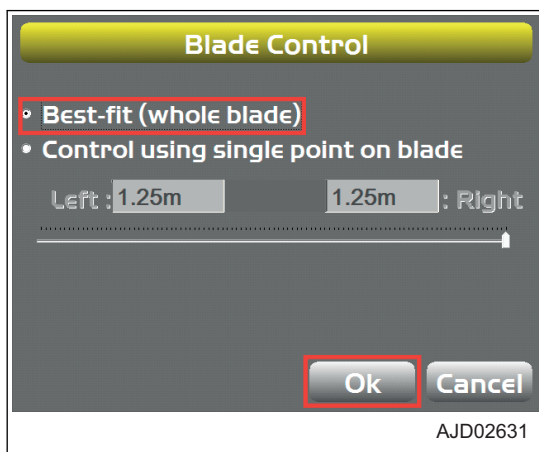 Blade Control
Best-fit (whole blade)
Control using single point on blade
Left : 1.25m 1.25m : Right
Ok Cancel
AJD02631